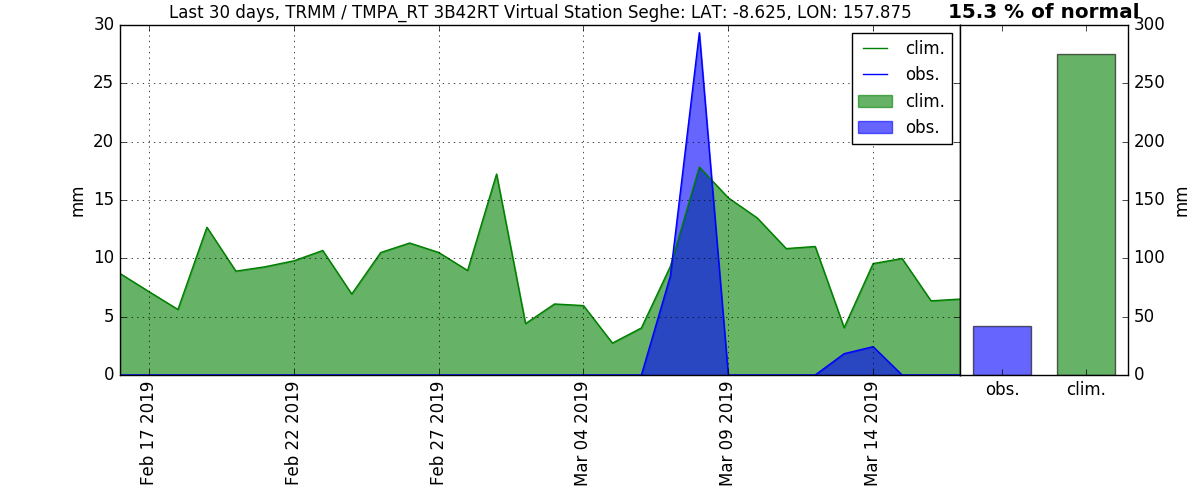 Last 30 days, TRMM / TMPA_RT 3B42RT Virtual Station Seghe: LAT: -8.625, LON: 157.875
15.3 % of normal
30
25
20
15
10
5
0
mm
clim.
obs.
clim.
obs.
Feb 17 2019
Feb 22 2019
Feb 27 2019
Mar 04 2019
Mar 09 2019
Mar 14 2019
300
250
200
150
100
50
0
mm
obs.
clim.